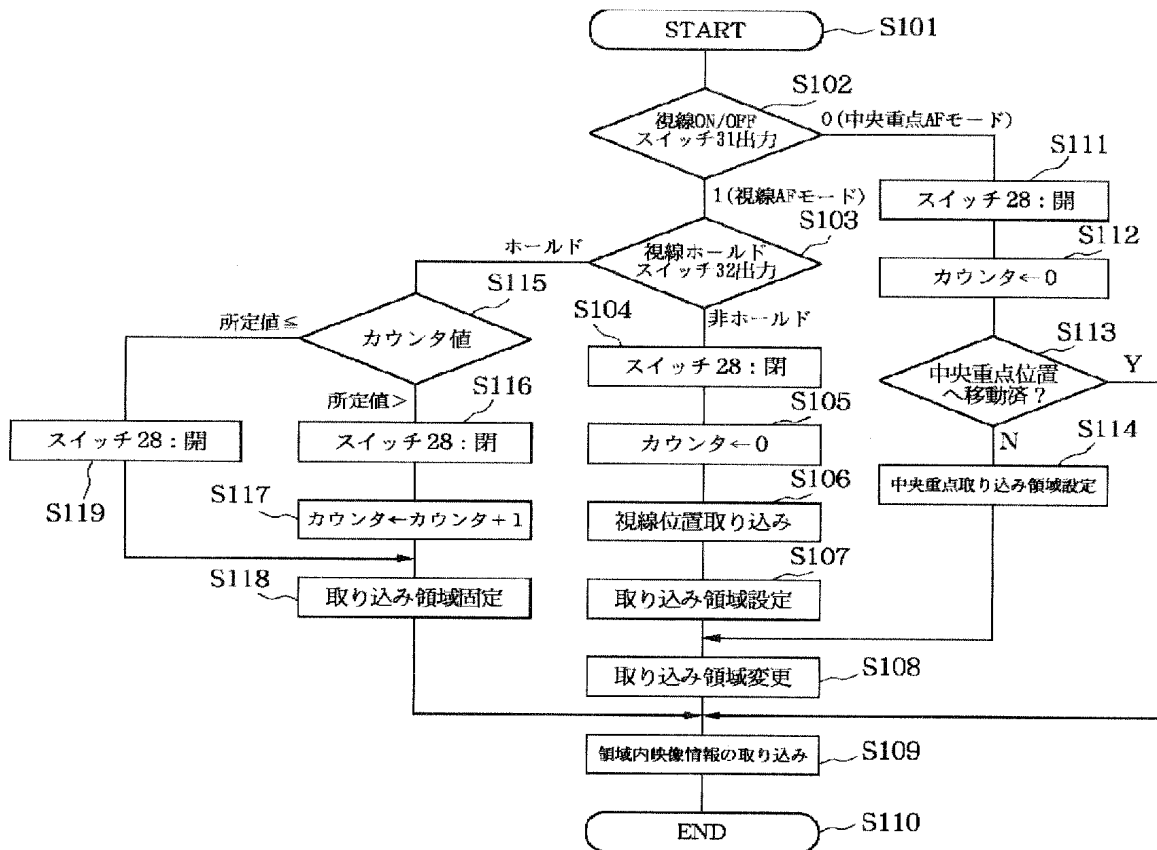 START
S101
S102
視線ON/OFF
スイッチ31出力
0(中央重点AFモード)
1(視線AFモード)
S111
スイッチ28:開
S103
ホールド
視線ホールド
スイッチ32出力
非ホールド
S112
カウンタ←0
S115
所定値≦
カウンタ値
所定値>
S104
スイッチ28:閉
S113
中央重点位置
へ移動済?
Y
N
S116
スイッチ28:開
スイッチ28:閉
S119
S105
カウンタ←0
S114
中央重点取り込み領域設定
S117
カウンタ←カウンタ+1
S106
視線位置取り込み
S118
取り込み領域固定
S107
取り込み領域設定
取り込み領域変更
S108
領域内映像情報の取り込み
S109
END
S110